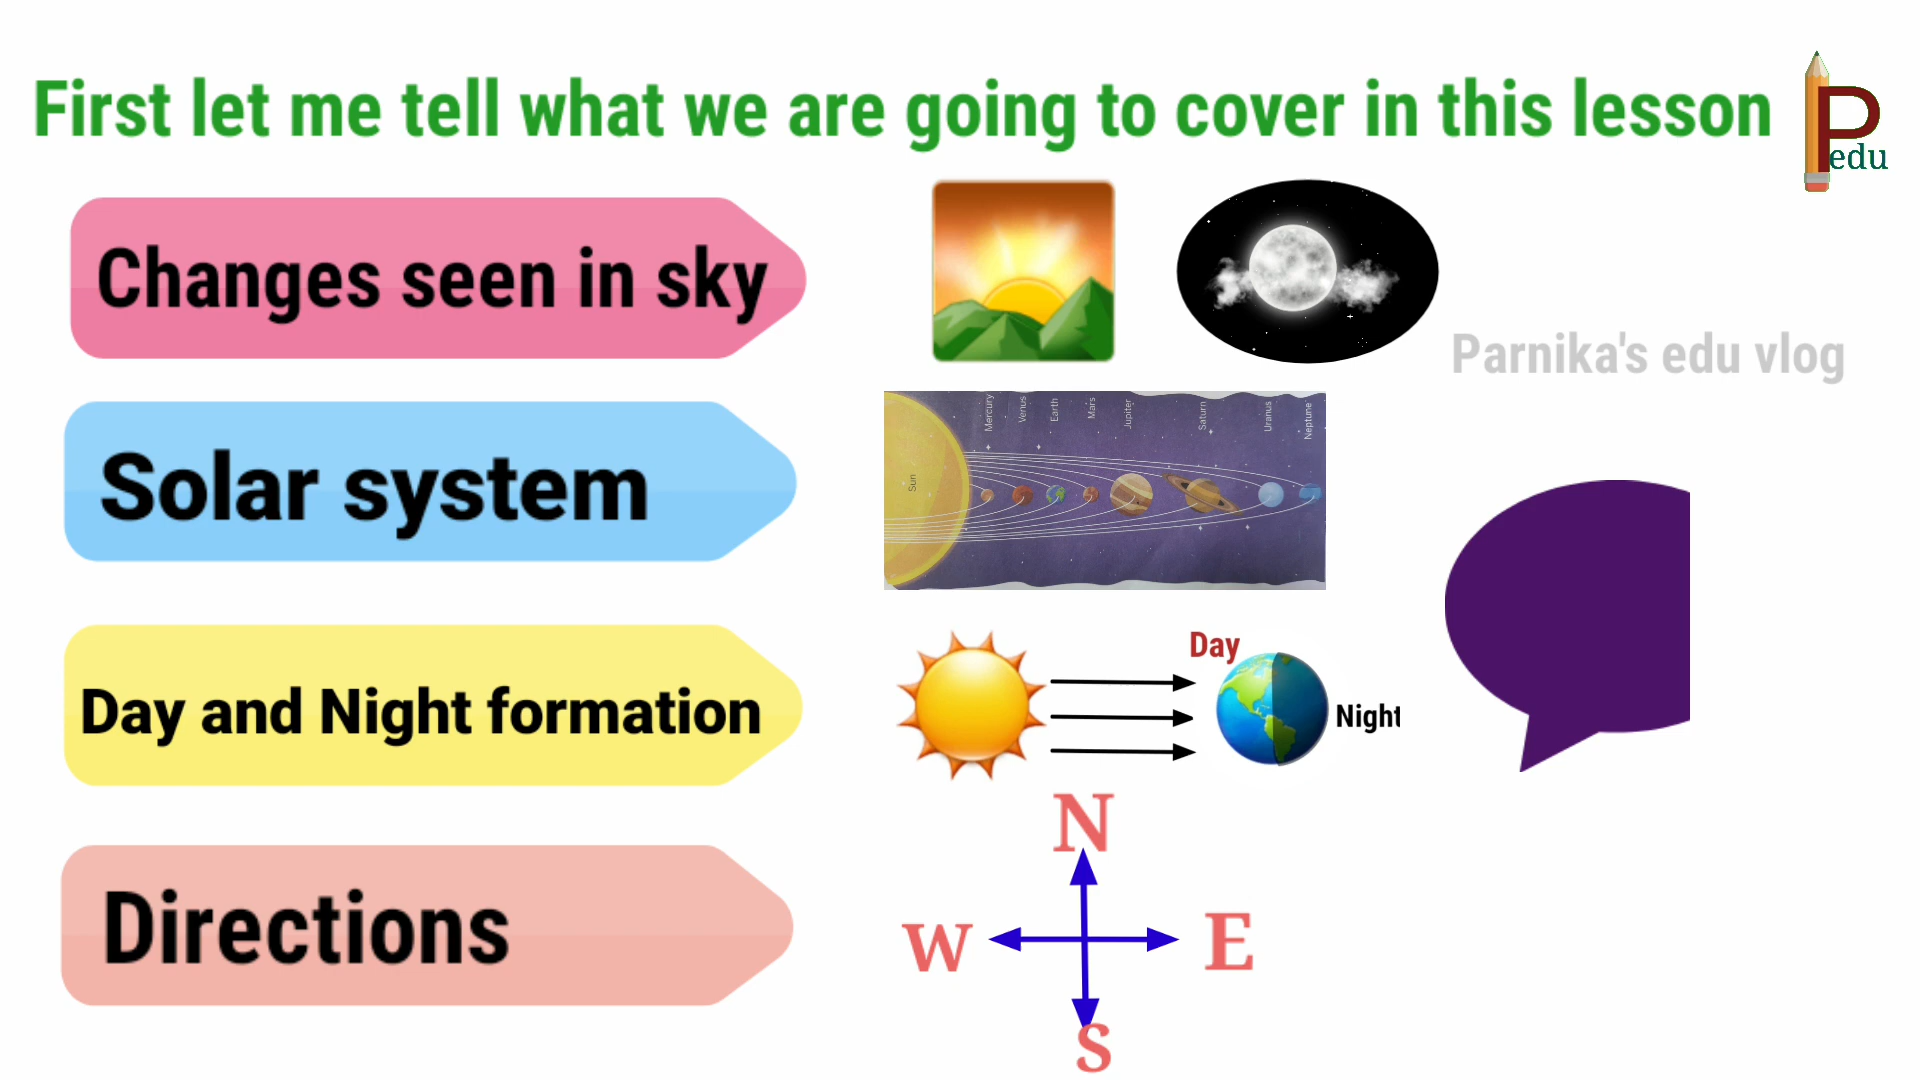 First let me tell what we are going to cover in this lesson
P
edu
Changes seen in sky
Parnika's edu vlog
Solar system
Sun
Mercury
Venus
Earth
Mars
Jupiter
Saturn
Uranus
Neptune
Day and Night formation
Day
Night
Directions
N
W
E
S